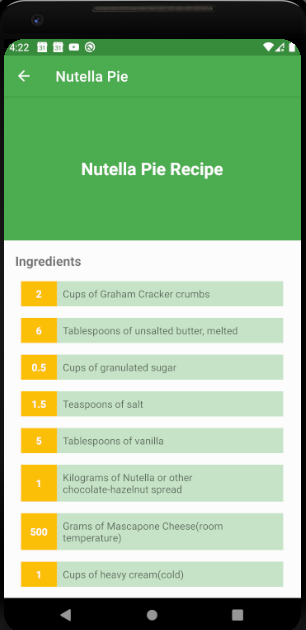 4:22
Nutella Pie
Nutella Pie Recipe
Ingredients
2 Cups of Graham Cracker crumbs
6 Tablespoons of unsalted butter, melted
0.5 Cups of granulated sugar
1.5 Teaspoons of salt
5 Tablespoons of vanilla
1 Kilograms of Nutella or other
chocolate-hazelnut spread
500 Grams of Mascapone Cheese(room
temperature)
1 Cups of heavy cream(cold)